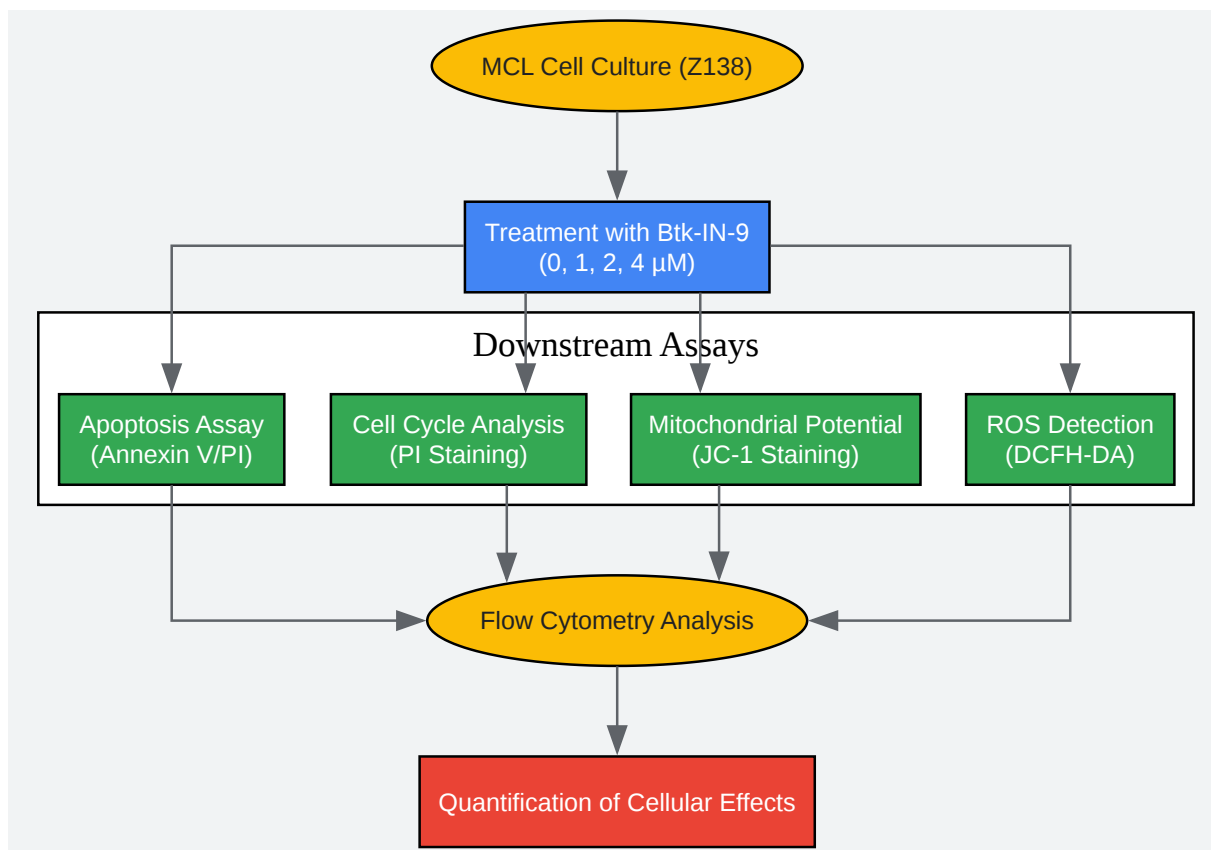 MCL Cell Culture (Z138)
Treatment with Btk-IN-9
(0, 1, 2, 4 µM)
Downstream Assays
Apoptosis Assay
(Annexin V/PI)
Cell Cycle Analysis
(PI Staining)
Mitochondrial Potential
(JC-1 Staining)
ROS Detection
(DCFH-DA)
Flow Cytometry Analysis
Quantification of Cellular Effects